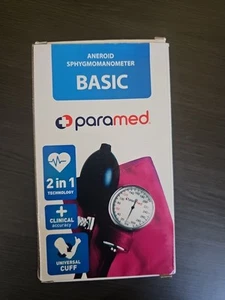 ANEROID
SPHYGMOMANOMETER
BASIC
paramed
2 in 1
TECHNOLOGY
CLINICAL
accuracy
UNIVERSAL
CUFF